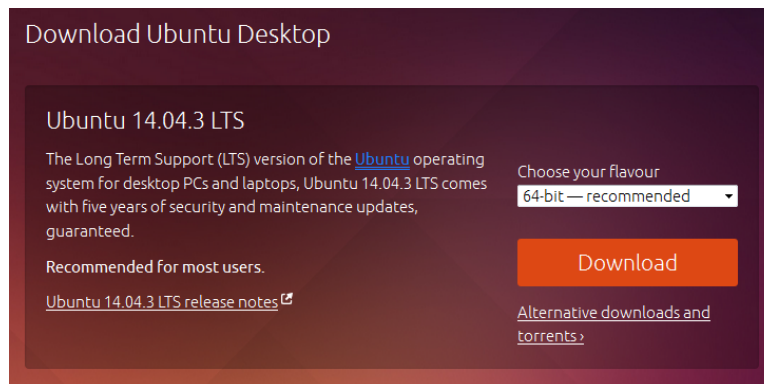 Download Ubuntu Desktop
Ubuntu 14.04.3 LTS
The Long Term Support (LTS) version of the Ubuntu operating
system for desktop PCs and laptops, Ubuntu 14.04.3 LTS comes
with five years of security and maintenance updates,
guaranteed.
Recommended for most users.
Ubuntu 14.04.3 LTS release notes
Choose your flavour
64-bit — recommended
Download
Alternative downloads and
torrents ›